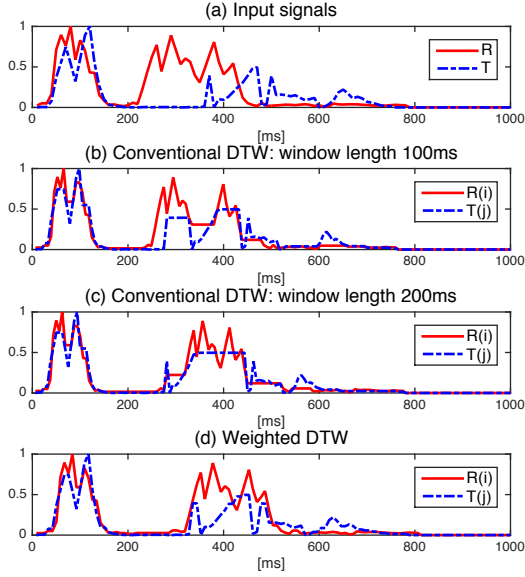 (a) Input signals
1
0.5
0
R
T
0 200 400 600 800 1000
[ms]
(b) Conventional DTW: window length 100ms
1
0.5
0
R(i)
T(j)
0 200 400 600 800 1000
[ms]
(c) Conventional DTW: window length 200ms
1
0.5
0
R(i)
T(j)
0 200 400 600 800 1000
[ms]
(d) Weighted DTW
1
0.5
0
R(i)
T(j)
0 200 400 600 800 1000
[ms]